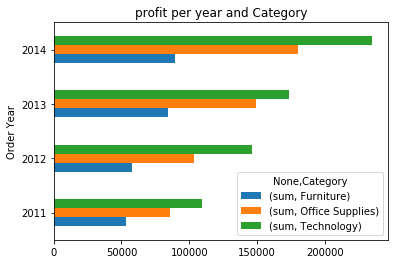 profit per year and Category
2014
2013
2012
2011
Order Year
None,Category
(sum, Furniture)
(sum, Office Supplies)
(sum, Technology)
0 50000 100000 150000 200000